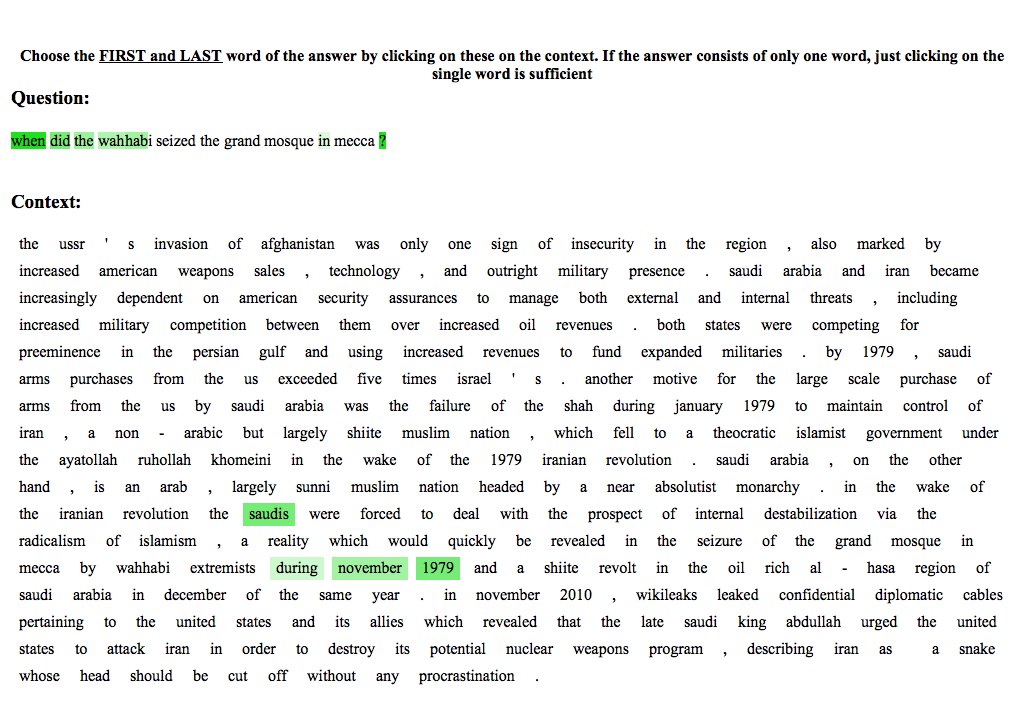 Choose the FIRST and LAST word of the answer by clicking on these on the context. If the answer consists of only one word, just clicking on the
single word is sufficient
Question:
when did the wahhabi seized the grand mosque in mecca ?
Context:
the ussr ' s invasion of afghanistan was only one sign of insecurity in the region , also marked by
increased american weapons sales , technology , and outright military presence . saudi arabia and iran became
increasingly dependent on american security assurances to manage both external and internal threats , including
increased military competition between them over increased oil revenues . both states were competing for
preeminence in the persian gulf and using increased revenues to fund expanded militaries . by 1979 , saudi
arms purchases from the us exceeded five times israel ' s . another motive for the large scale purchase of
arms from the us by saudi arabia was the failure of the shah during january 1979 to maintain control of
iran , a non - arabic but largely shiite muslim nation , which fell to a theocratic islamist government under
the ayatollah ruhollah khomeini in the wake of the 1979 iranian revolution . saudi arabia , on the other
hand , is an arab , largely sunni muslim nation headed by a near absolutist monarchy . in the wake of
the iranian revolution the saudis were forced to deal with the prospect of internal destabilization via the
radicalism of islamism , a reality which would quickly be revealed in the seizure of the grand mosque in
mecca by wahhabi extremists during november 1979 and a shiite revolt in the oil rich al - hasa region of
saudi arabia in december of the same year . in november 2010 , wikileaks leaked confidential diplomatic cables
pertaining to the united states and its allies which revealed that the late saudi king abdullah urged the united
states to attack iran in order to destroy its potential nuclear weapons program , describing iran as a snake
whose head should be cut off without any procrastination .